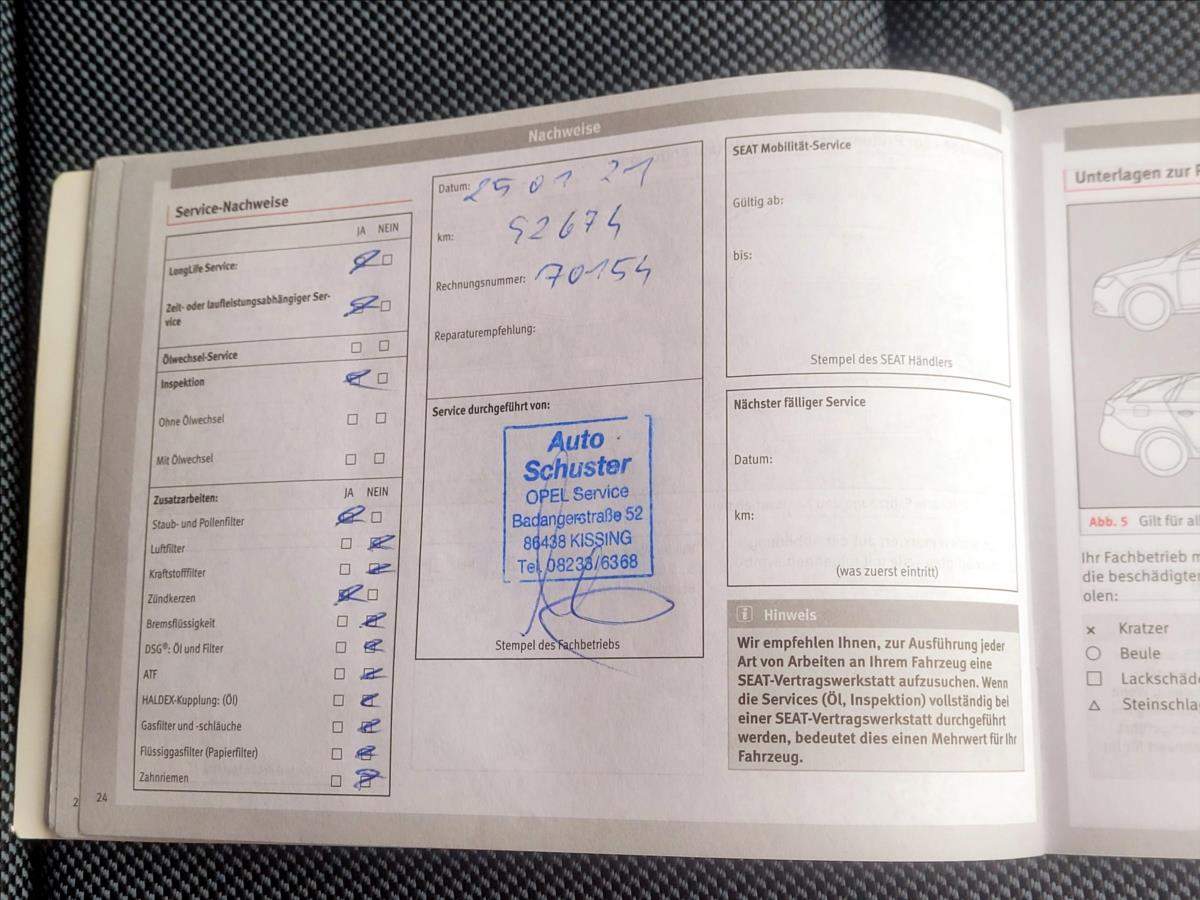 Nachweise
Service-Nachweise
JA NEIN
LongLife Service:
Zeit- oder laufleistungsabhängiger Ser-
vice
Ölwechsel-Service
Inspektion
Ohne Ölwechsel
Mit Ölwechsel
Zusatzarbeiten: JA NEIN
Staub- und Pollenfilter
Luftfilter
Kraftstofffilter
Zündkerzen
Bremsflüssigkeit
DSG®: Öl und Filter
ATF
HALDEX-Kupplung: (Öl)
Gasfilter und -schläuche
Flüssiggasfilter (Papierfilter)
Zahnriemen
2 24
Datum: 25 01 21
km: 92674
Rechnungsnummer: 70154
Reparaturempfehlung:
Service durchgeführt von:
Auto
Schuster
OPEL Service
Badangerstraße 52
86438 KISSING
Tel. 08233/6368
Stempel des Fachbetriebs
SEAT Mobilität-Service
Gültig ab:
bis:
Stempel des SEAT Händlers
Nächster fälliger Service
Datum:
km:
(was zuerst eintritt)
Hinweis
Wir empfehlen Ihnen, zur Ausführung jeder
Art von Arbeiten an Ihrem Fahrzeug eine
SEAT-Vertragswerkstatt aufzusuchen. Wenn
die Services (Öl, Inspektion) vollständig bei
einer SEAT-Vertragswerkstatt durchgeführt
werden, bedeutet dies einen Mehrwert für Ihr
Fahrzeug.
Unterlagen zur
Abb. 5 Gilt für al
Ihr Fachbetrieb m
die beschädigte
olen:
Kratzer
Beule
Lackschäde
Steinschla